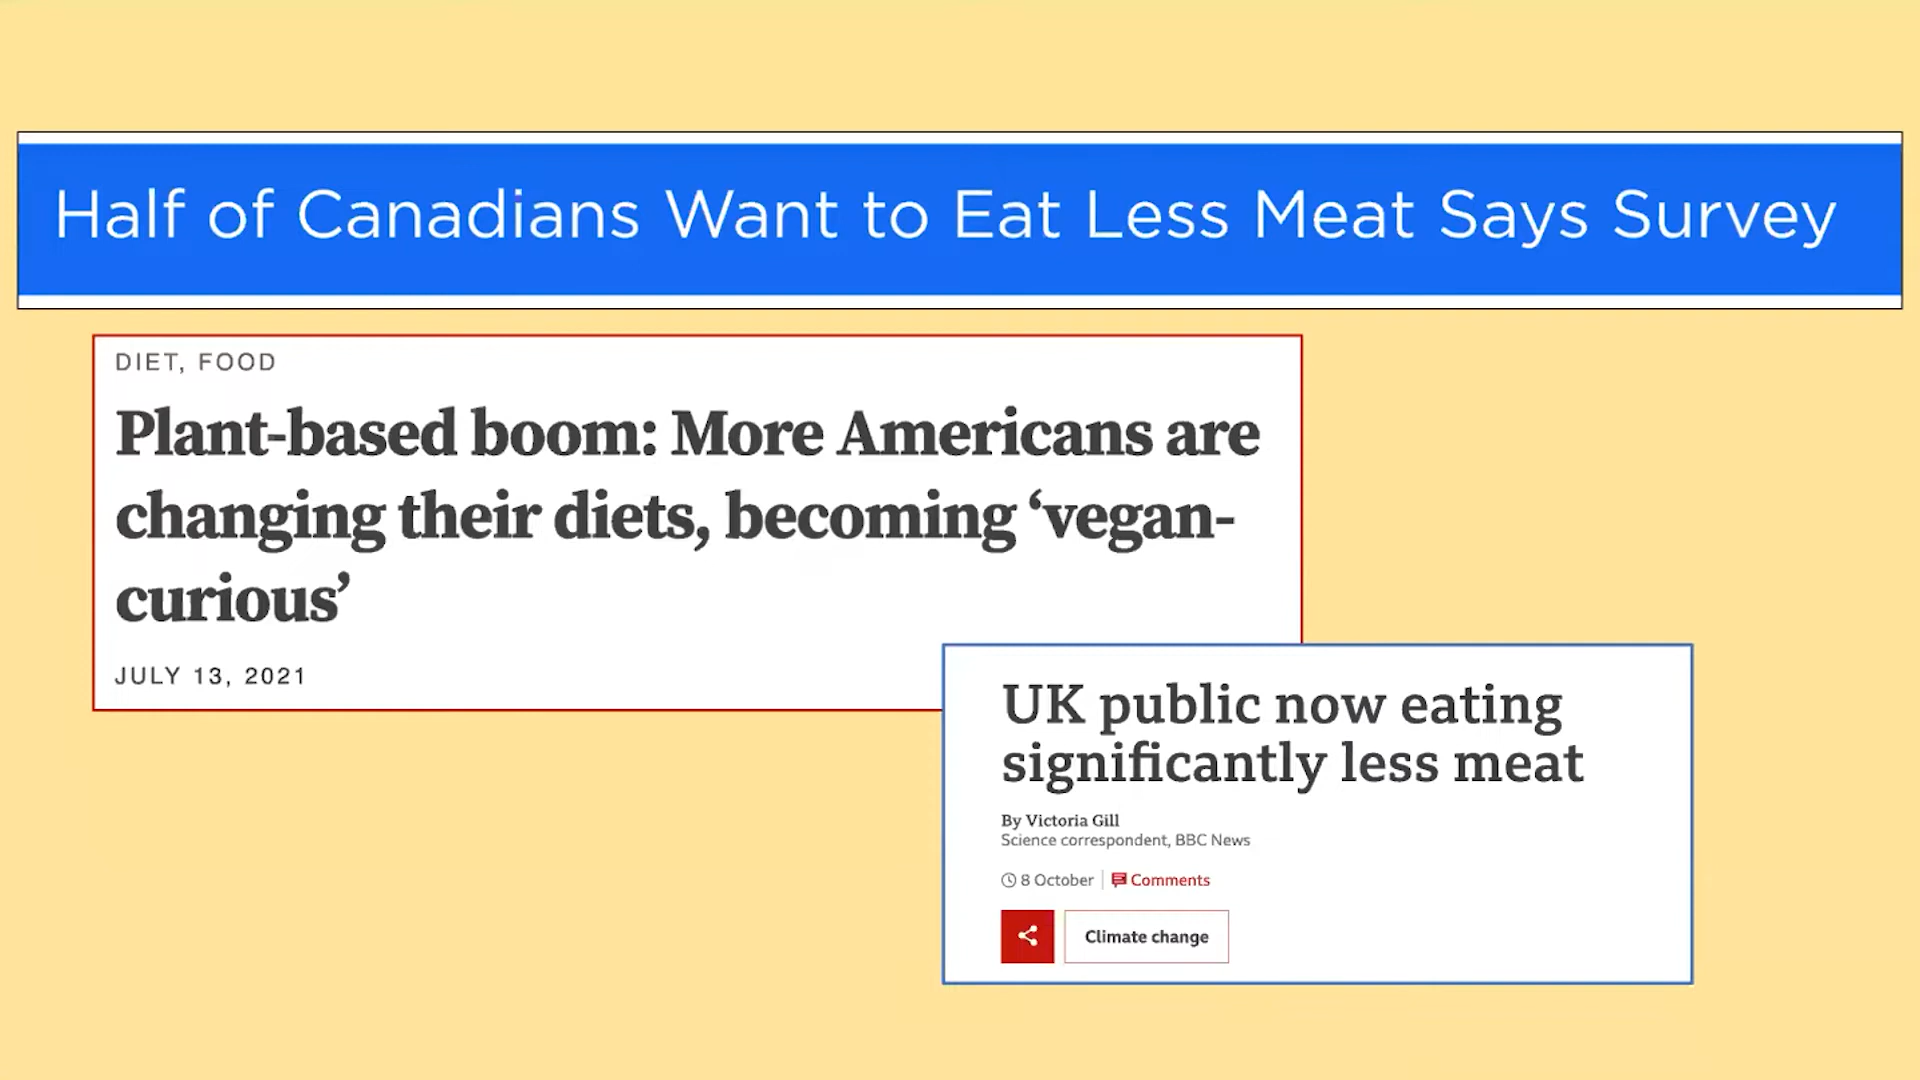 Half of Canadians Want to Eat Less Meat Says Survey
DIET, FOOD
Plant-based boom: More Americans are
changing their diets, becoming ‘vegan-
curious’
JULY 13, 2021
UK public now eating
significantly less meat
By Victoria Gill
Science correspondent, BBC News
8 October
Comments
Climate change